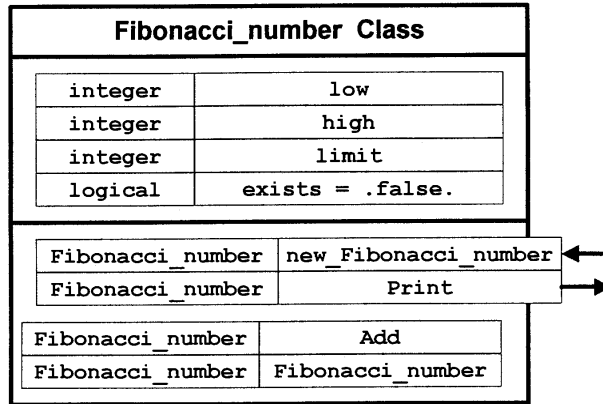 Fibonacci_number Class
integer low
integer high
integer limit
logical exists = .false.
Fibonacci_number new_Fibonacci_number
Fibonacci_number Print
Fibonacci_number Add
Fibonacci_number Fibonacci_number